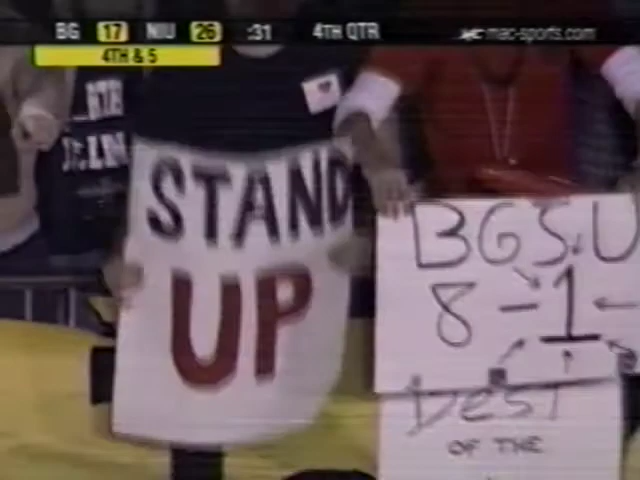 BG 17 NIU 26 :31 4TH QTR mac-sports.com
4TH & 5
STAND
UP
BGSU
8-1
BEST
OF THE